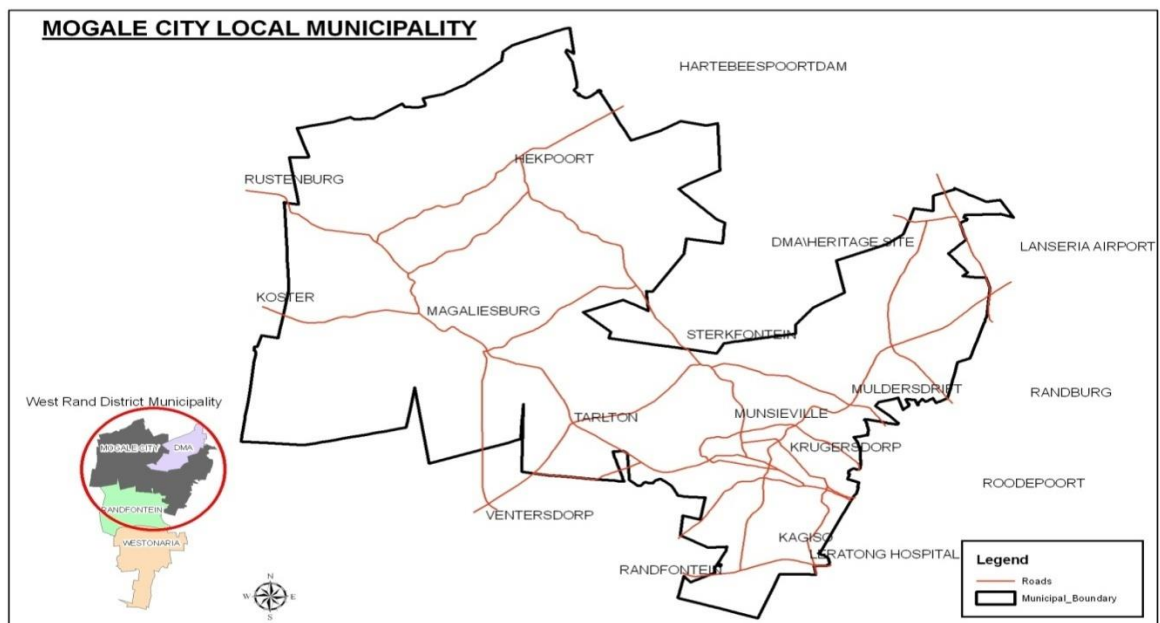 MOGALE CITY LOCAL MUNICIPALITY
HARTEBEESPOORTDAM
HEKPOORT
RUSTENBURG
DMA\HERITAGE SITE
LANSERIA AIRPORT
KOSTER
MAGALIESBURG
STERKFONTEIN
MULDERSDRIFT
RANDBURG
West Rand District Municipality
TARLTON
MUNSIEVILLE
MOGALE CITY
DMA
KRUGERSDORP
ROODEPOORT
RANDFONTEIN
VENTERSDORP
WESTONARIA
KAGISO
LERATONG HOSPITAL
RANDFONTEIN
Legend
Roads
Municipal_Boundary
N
W
E
S